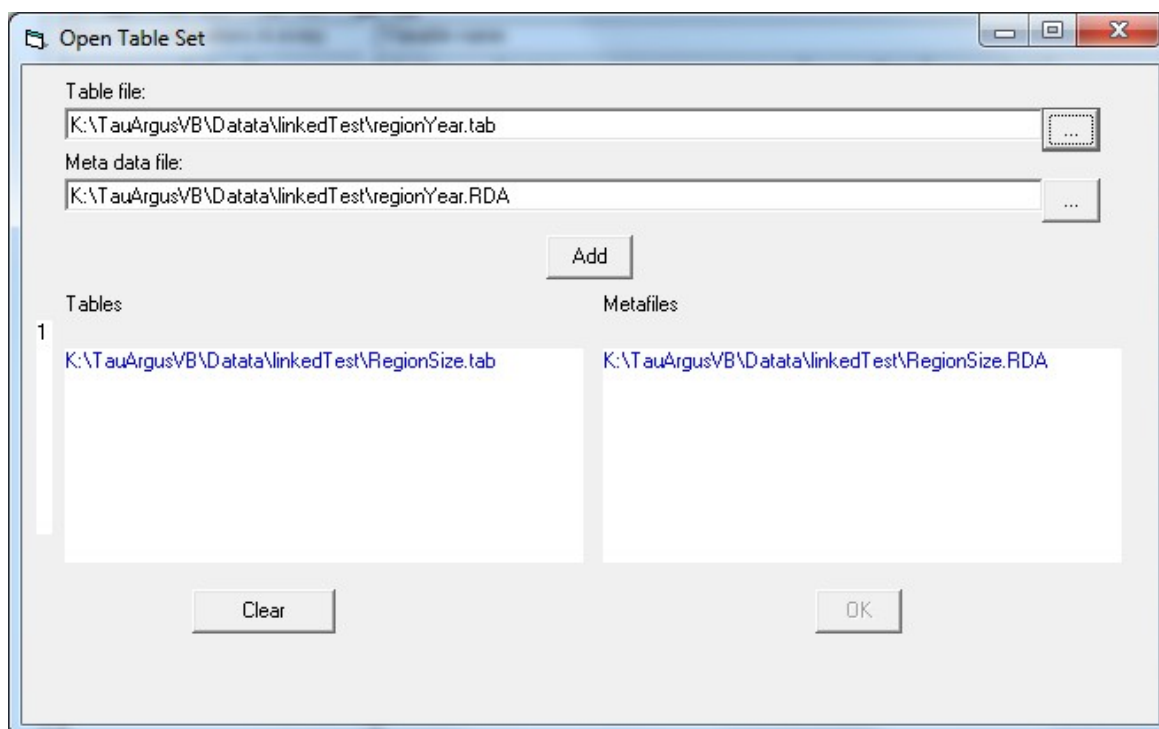 Open Table Set
Table file:
K:\TauArgusVB\Datata\linkedTest\regionYear.tab
...
Meta data file:
K:\TauArgusVB\Datata\linkedTest\regionYear.RDA
...
Add
Tables Metafiles
1
K:\TauArgusVB\Datata\linkedTest\RegionSize.tab K:\TauArgusVB\Datata\linkedTest\RegionSize.RDA
Clear OK